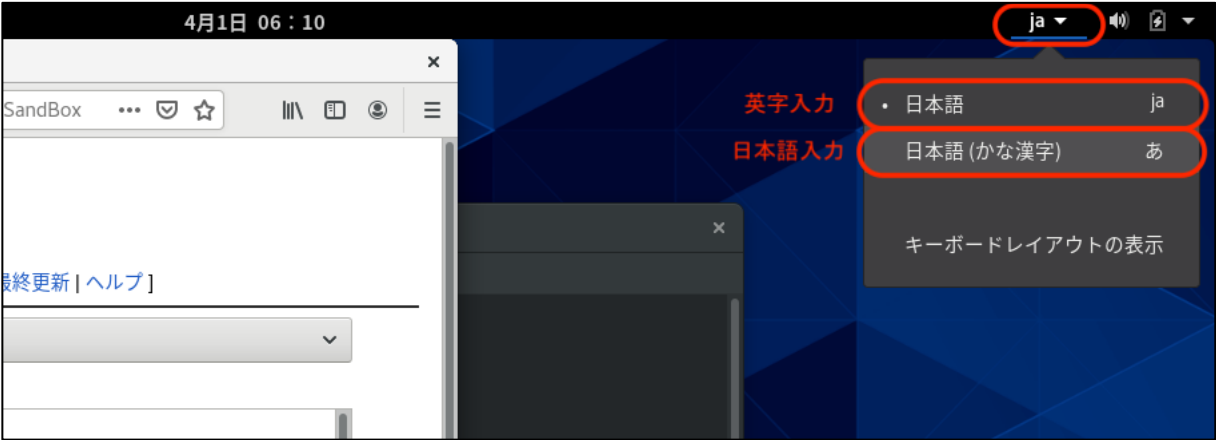 4月1日 06：10
ja
SandBox
英字入力
日本語
ja
日本語入力
日本語 (かな漢字)
あ
キーボードレイアウトの表示
最終更新 | ヘルプ ]